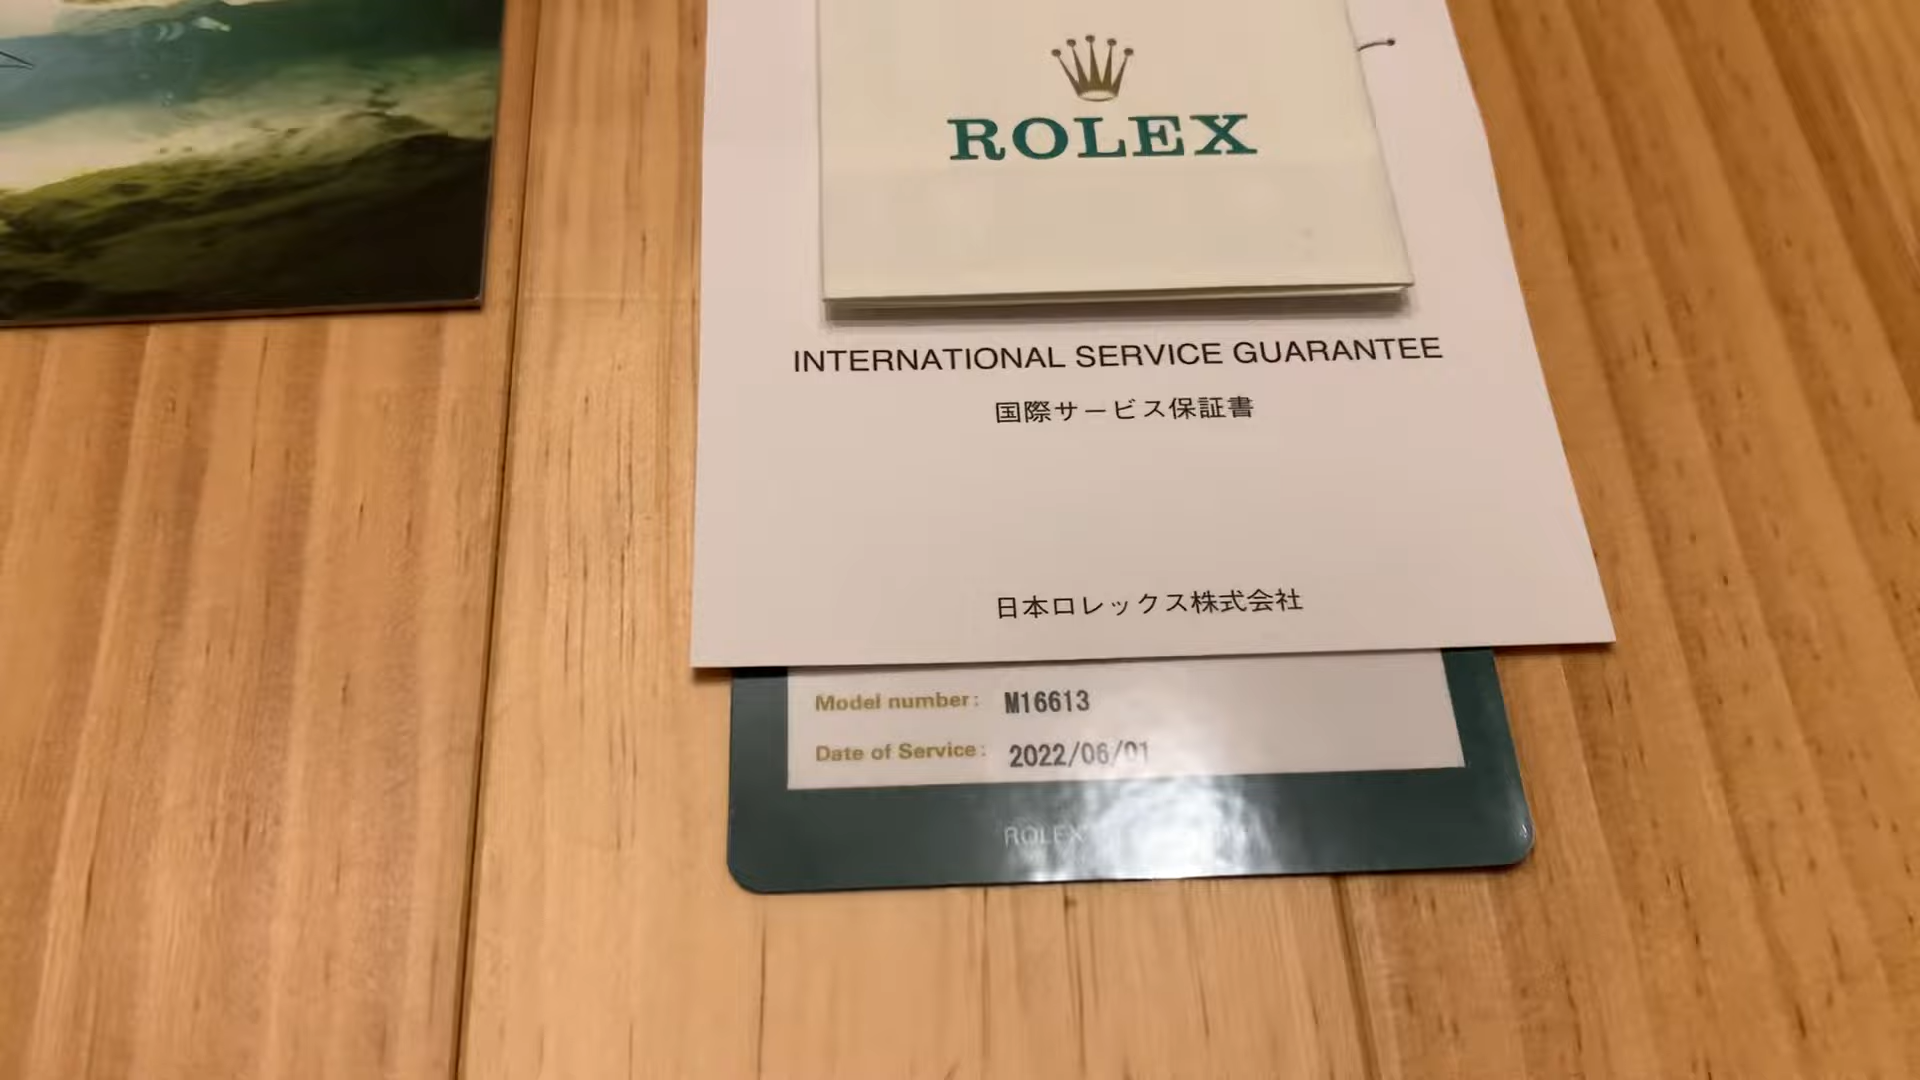 ROLEX
INTERNATIONAL SERVICE GUARANTEE
国際サービス保証書
日本ロレックス株式会社
Model number: M16613
Date of Service: 2022/06/01
ROLEX